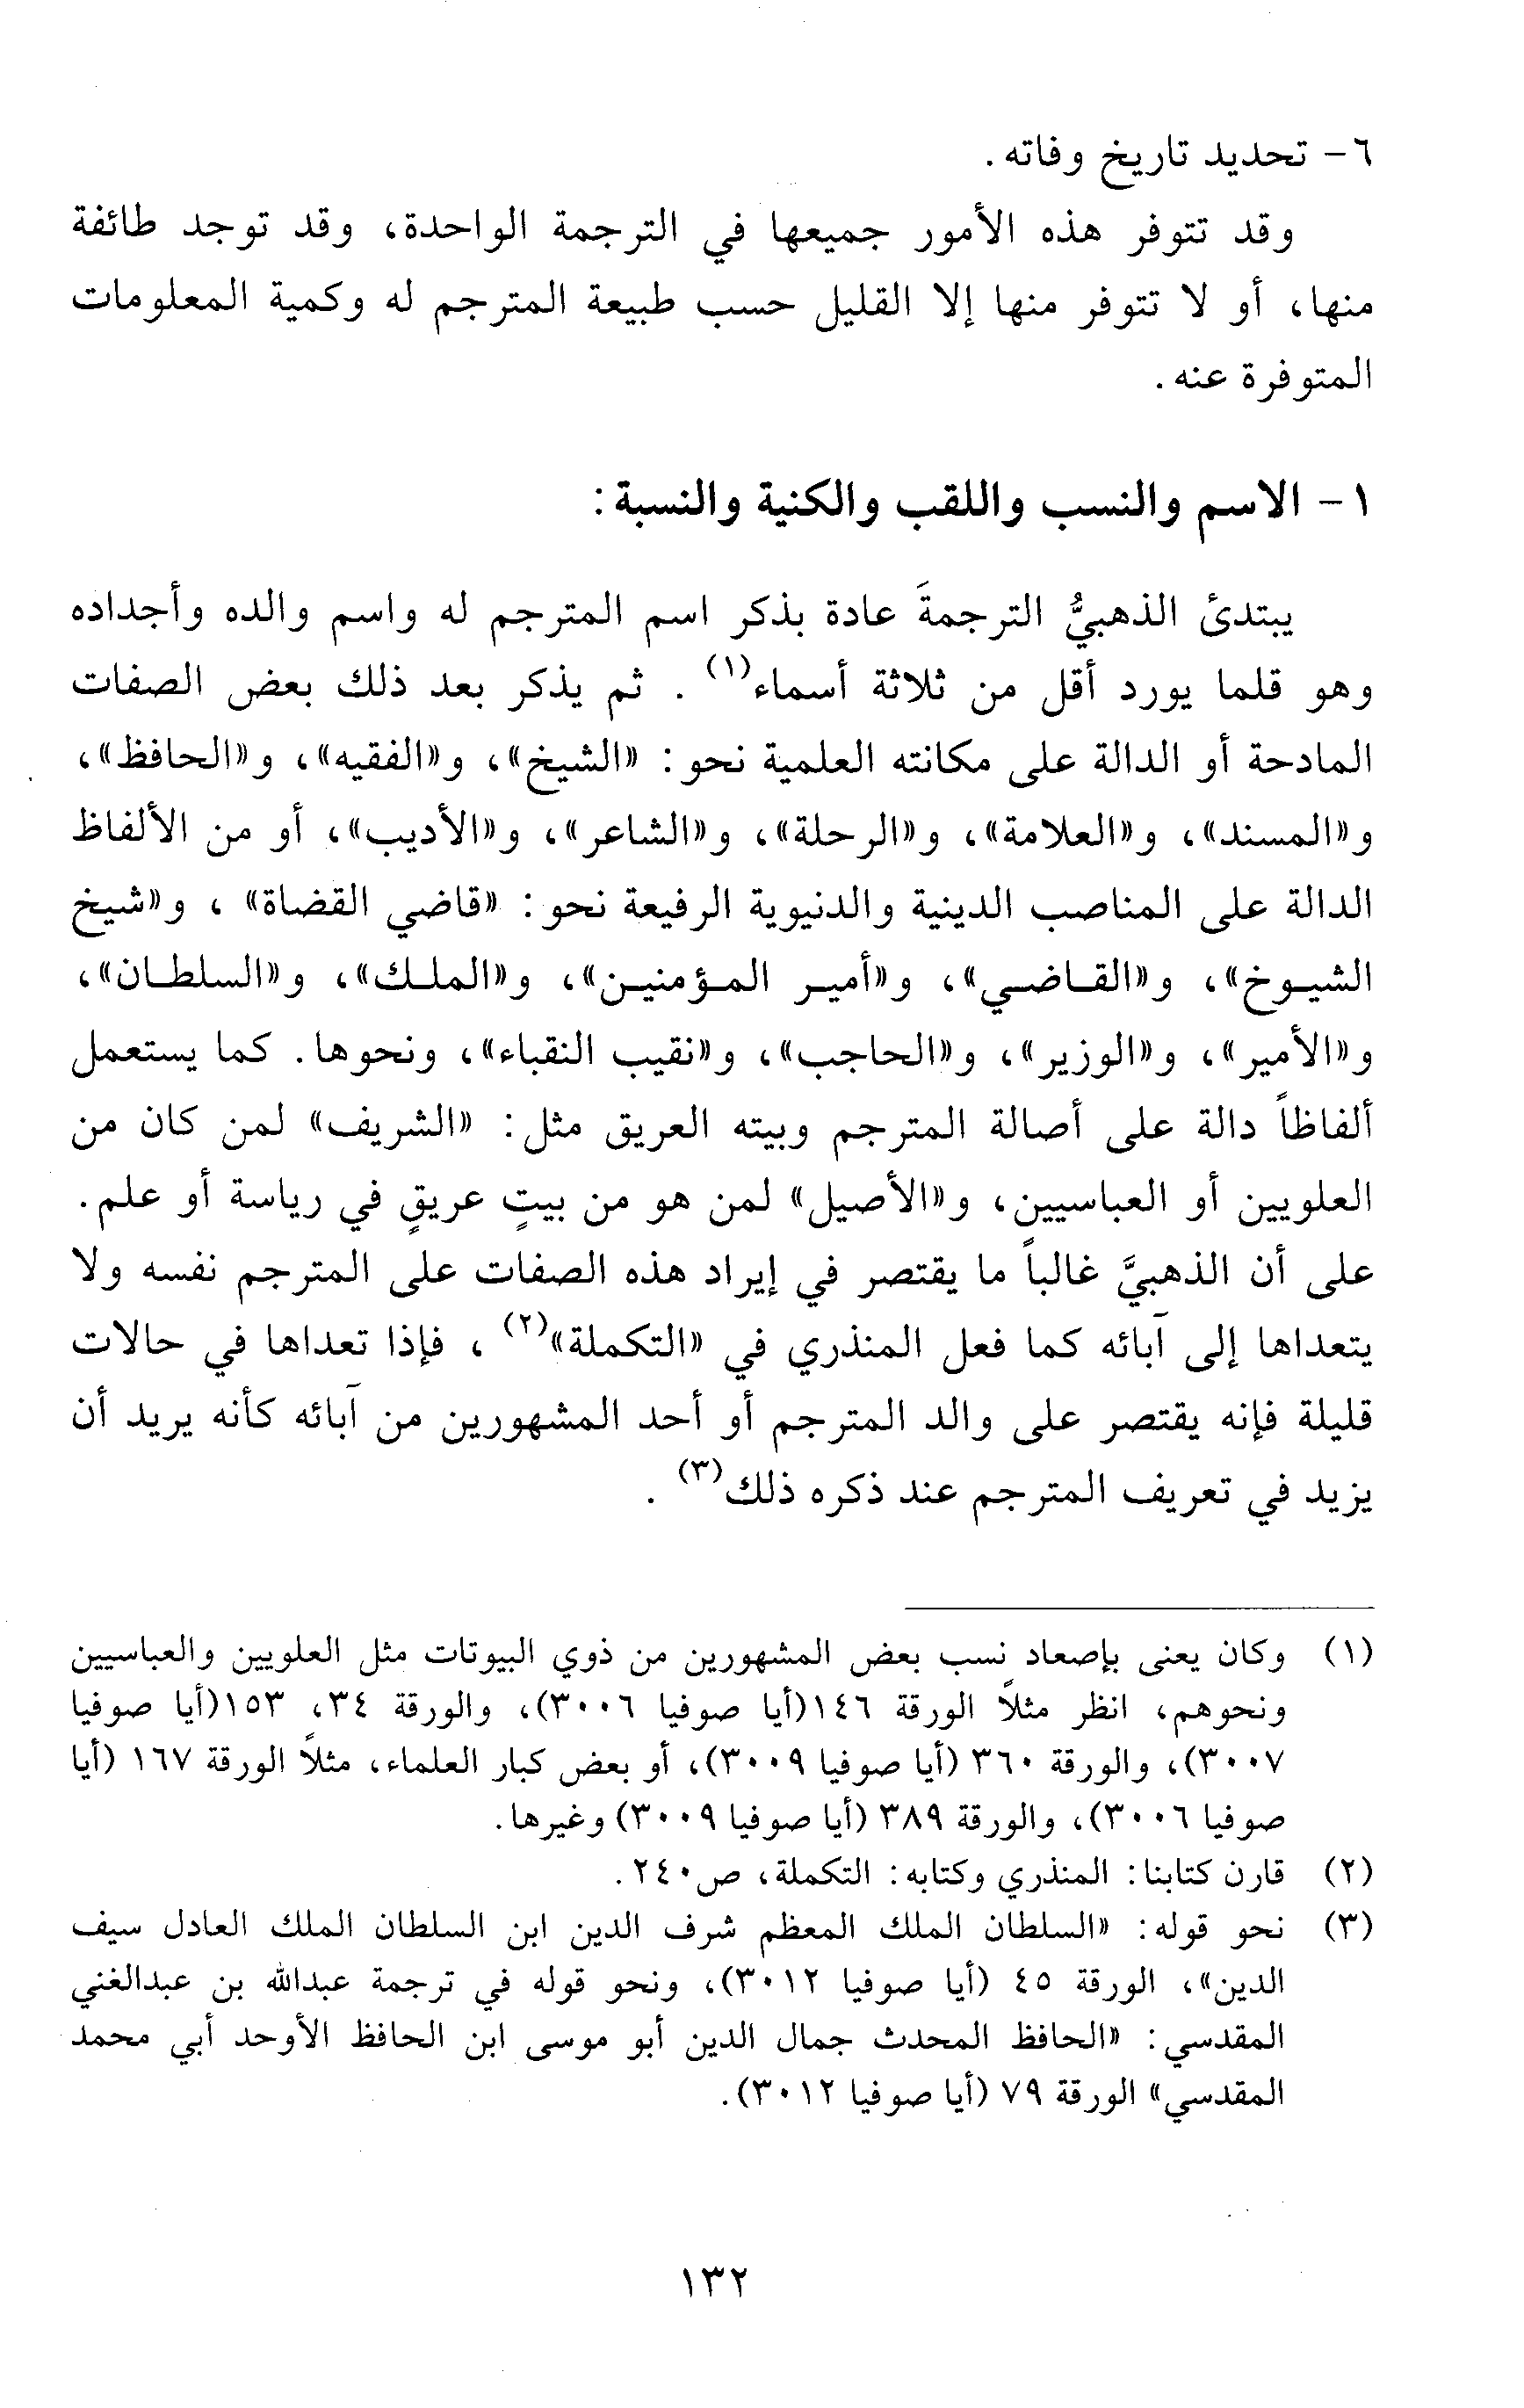 ٦- تحديد تاريخ وفاته.
وقد تتوفر هذه الأمور جميعها في الترجمة الواحدة، وقد توجد طائفة
منها، أو لا تتوفر منها إلا القليل حسب طبيعة المترجم له وكمية المعلومات
المتوفرة عنه.
١- الاسم والنسب واللقب والكنية والنسبة:
يبتدئ الذهبيُّ الترجمةَ عادة بذكر اسم المترجم له واسم والده وأجداده
وهو قلما يورد أقل من ثلاثة أسماء(١) . ثم يذكر بعد ذلك بعض الصفات
المادحة أو الدالة على مكانته العلمية نحو: «الشيخ»، و«الفقيه»، و«الحافظ»،
و«المسند»، و«العلامة»، و«الرحلة»، و«الشاعر»، و«الأديب»، أو من الألفاظ
الدالة على المناصب الدينية والدنيوية الرفيعة نحو: «قاضي القضاة» ، و«شيخ
الشيـوخ»، و«القـاضـي»، و«أميـر المـؤمنيـن»، و«الملـك»، و«السلطـان»،
و«الأمير»، و«الوزير»، و«الحاجب»، و«نقيب النقباء»، ونحوها. كما يستعمل
ألفاظاً دالة على أصالة المترجم وبيته العريق مثل: «الشريف» لمن كان من
العلويين أو العباسيين، و«الأصيل» لمن هو من بيتٍ عريقٍ في رياسة أو علم.
على أن الذهبيَّ غالباً ما يقتصر في إيراد هذه الصفات على المترجم نفسه ولا
يتعداها إلى آبائه كما فعل المنذري في «التكملة»(٢) ، فإذا تعداها في حالات
قليلة فإنه يقتصر على والد المترجم أو أحد المشهورين من آبائه كأنه يريد أن
يزيد في تعريف المترجم عند ذكره ذلك(٣) .
(١) وكان يعنى بإصعاد نسب بعض المشهورين من ذوي البيوتات مثل العلويين والعباسيين
ونحوهم، انظر مثلاً الورقة ١٤٦(أيا صوفيا ٣٠٠٦)، والورقة ٣٤، ١٥٣(أيا صوفيا
٣٠٠٧)، والورقة ٣٦٠ (أيا صوفيا ٣٠٠٩)، أو بعض كبار العلماء، مثلاً الورقة ١٦٧ (أيا
صوفيا ٣٠٠٦)، والورقة ٣٨٩ (أيا صوفيا ٣٠٠٩) وغيرها.
(٢) قارن كتابنا: المنذري وكتابه: التكملة، ص٢٤٠.
(٣) نحو قوله: «السلطان الملك المعظم شرف الدين ابن السلطان الملك العادل سيف
الدين»، الورقة ٤٥ (أيا صوفيا ٣٠١٢)، ونحو قوله في ترجمة عبدالله بن عبدالغني
المقدسي: «الحافظ المحدث جمال الدين أبو موسى ابن الحافظ الأوحد أبي محمد
المقدسي» الورقة ٧٩ (أيا صوفيا ٣٠١٢).
١٣٢